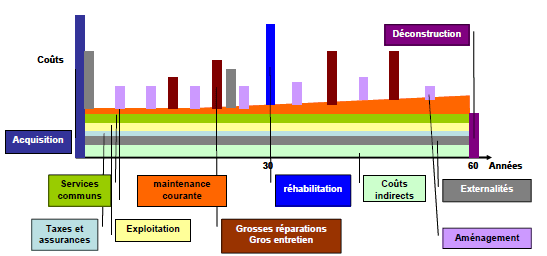 Déconstruction
Coûts
Acquisition
30
60 Années
Services
communs
maintenance
courante
réhabilitation
Coûts
indirects
Externalités
Taxes et
assurances
Exploitation
Grosses réparations
Gros entretien
Aménagement